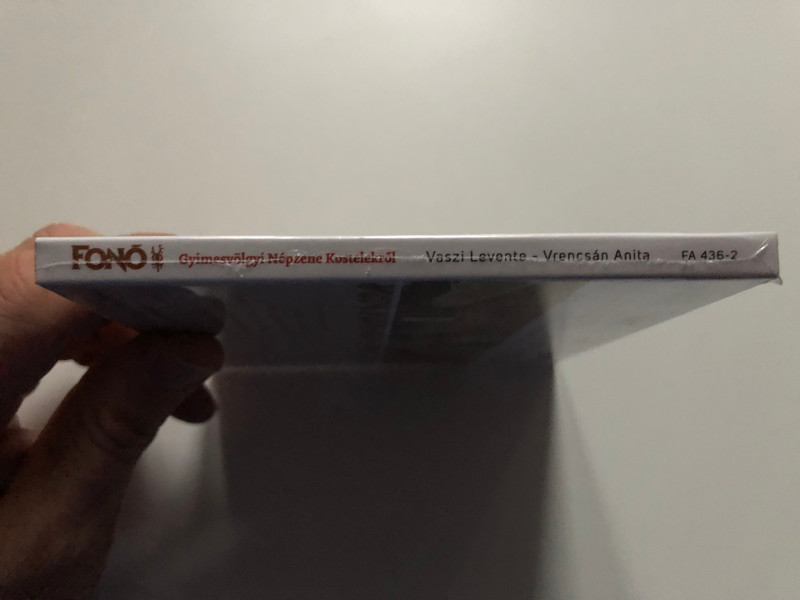 FONÓ Gyimesvölgyi Népzene Kostelekről Vaszi Levente - Vrencsán Anita FA 436-2